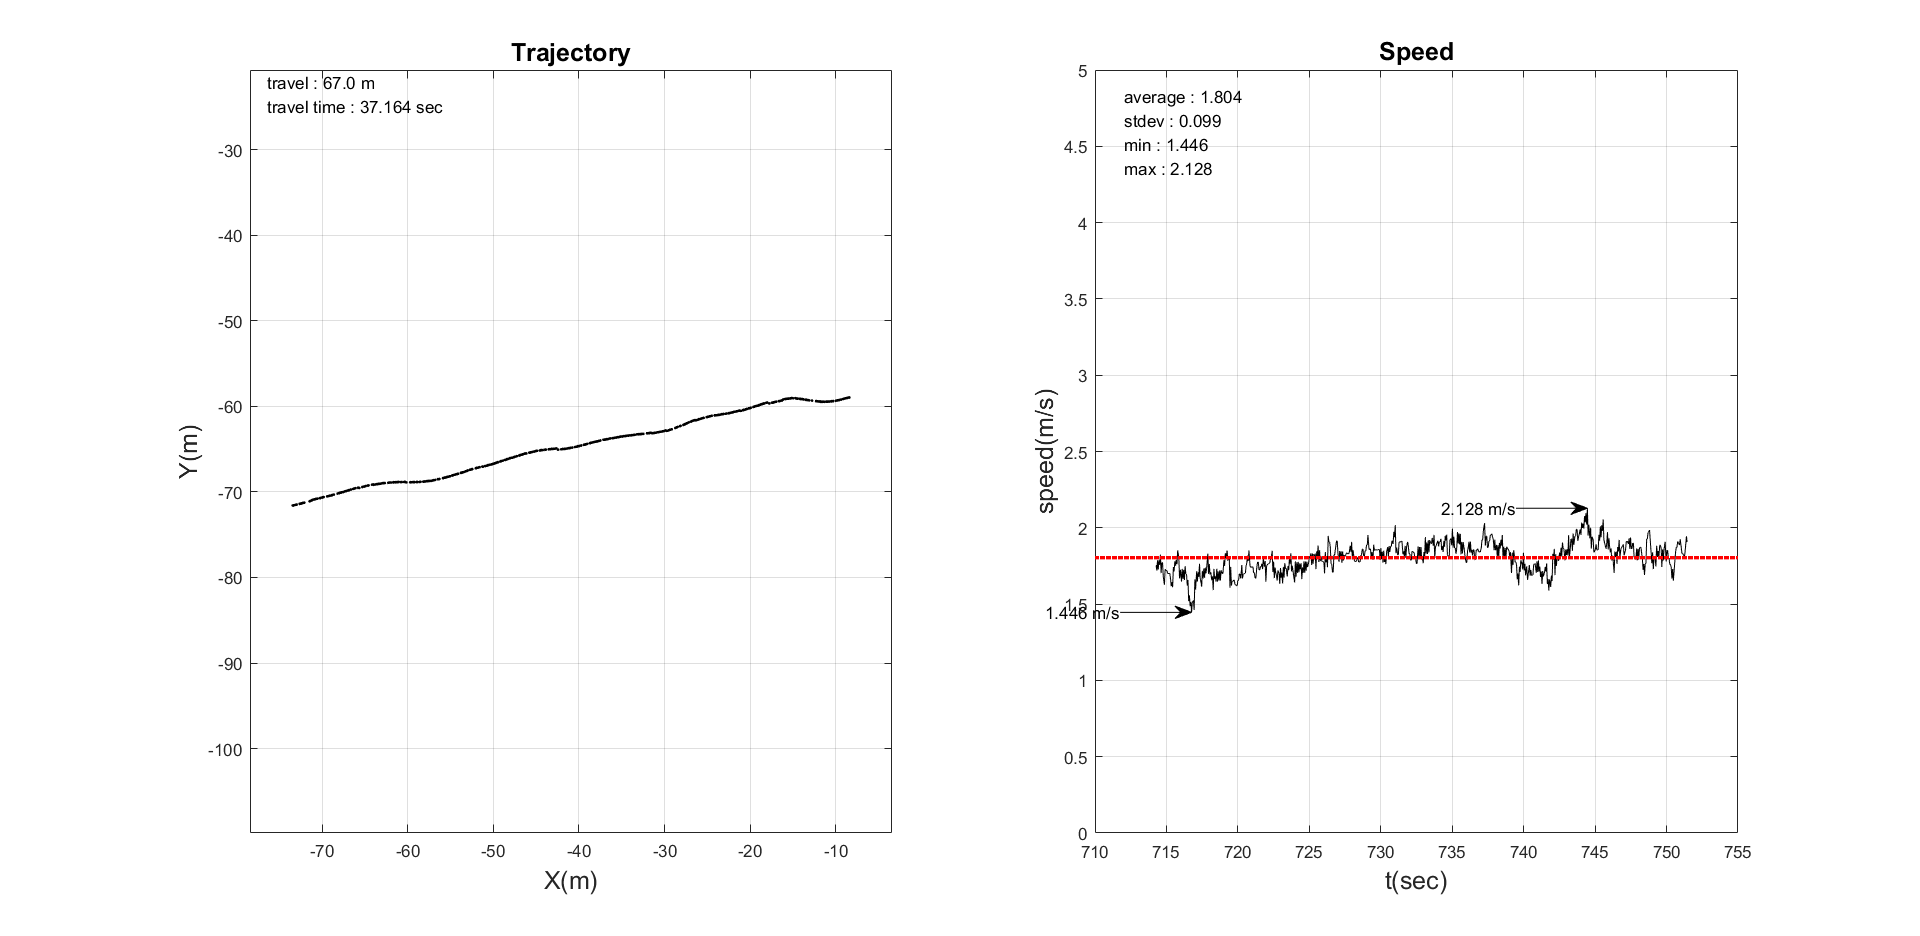 Trajectory
travel : 67.0 m
travel time : 37.164 sec
-30
-40
-50
-60
-70
-80
-90
-100
Y(m)
-70 -60 -50 -40 -30 -20 -10
X(m)
Speed
average : 1.804
stdev : 0.099
min : 1.446
max : 2.128
5
4.5
4
3.5
3
2.5
2
1.5
1
0.5
0
speed(m/s)
2.128 m/s
1.446 m/s
710 715 720 725 730 735 740 745 750 755
t(sec)